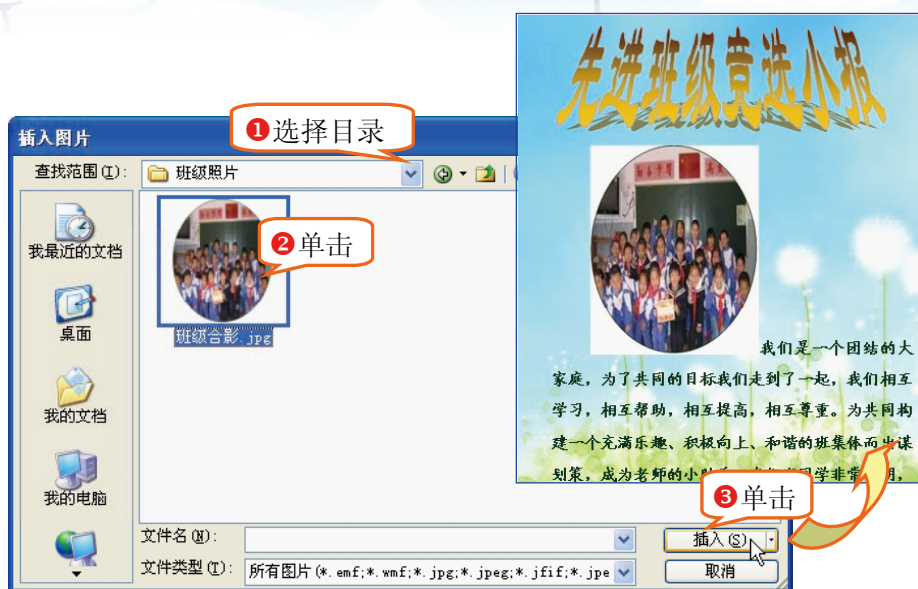 先进班级竞选小报
❶选择目录
插入图片
查找范围(I):
班级照片
我最近的文档
❷单击
班级合影.jpg
桌面
我们是一个团结的大
家庭，为了共同的目标我们走到了一起，我们相互
学习，相互帮助，相互提高，相互尊重。为共同构
建一个充满乐趣、积极向上、和谐的班集体而出谋
划策，成为老师的小助
同学非常
明，
我的文档
我的电脑
❸单击
文件名(N):
插入(S)
文件类型(T):
所有图片(*.emf;*.wmf;*.jpg;*.jpeg;*.jfif;*.jpe
取消